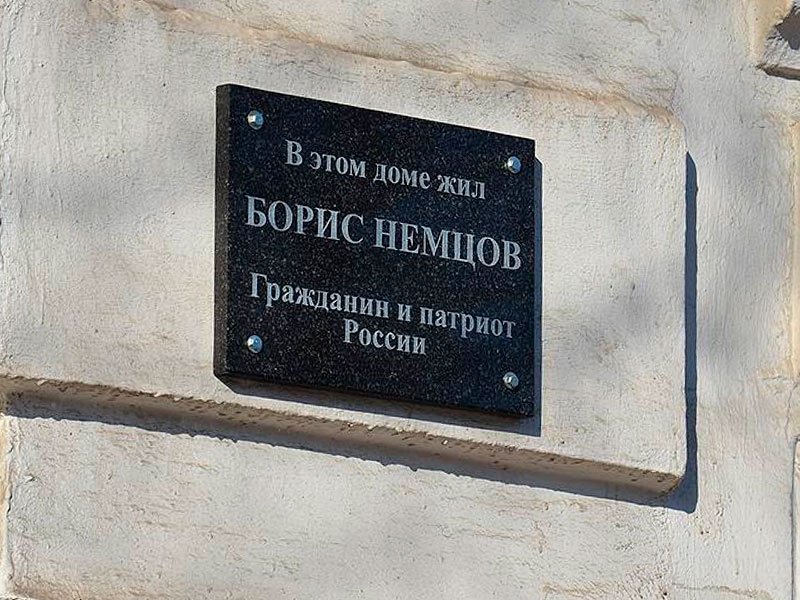 В этом доме жил
БОРИС НЕМЦОВ
Гражданин и патриот
России